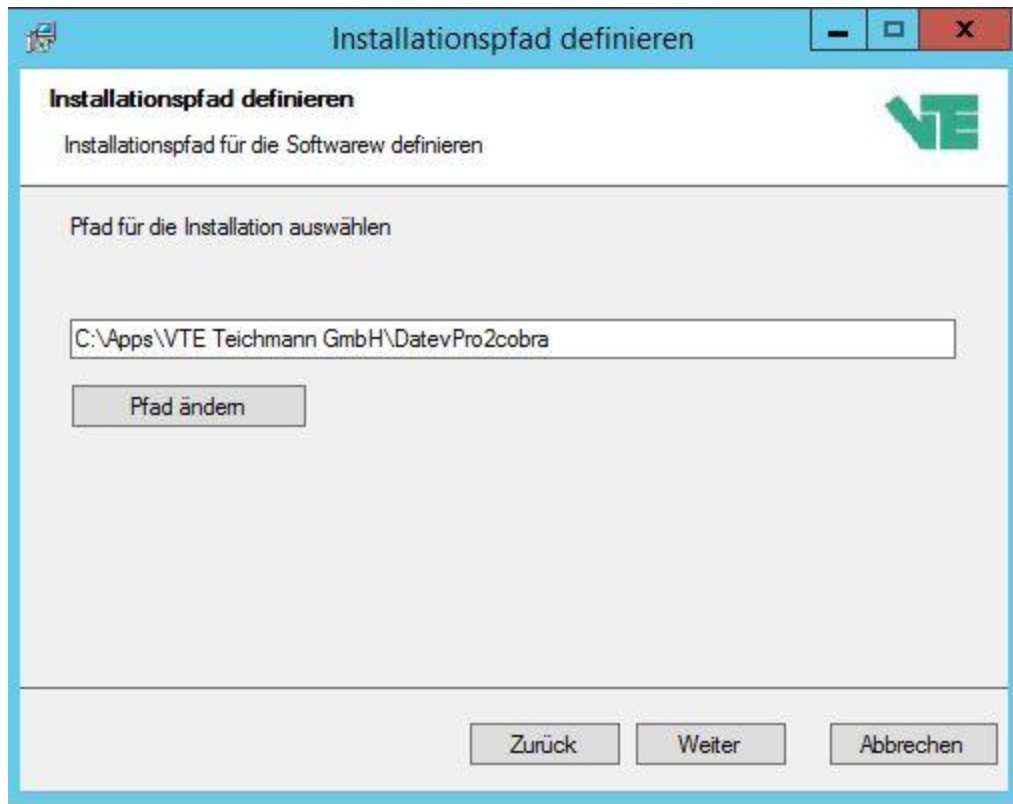 Installationspfad definieren
Installationspfad definieren
VTE
Installationspfad für die Softwarew definieren
Pfad für die Installation auswählen
C:\Apps\VTE Teichmann GmbH\DatevPro2cobra
Pfad ändern
Zurück
Weiter
Abbrechen